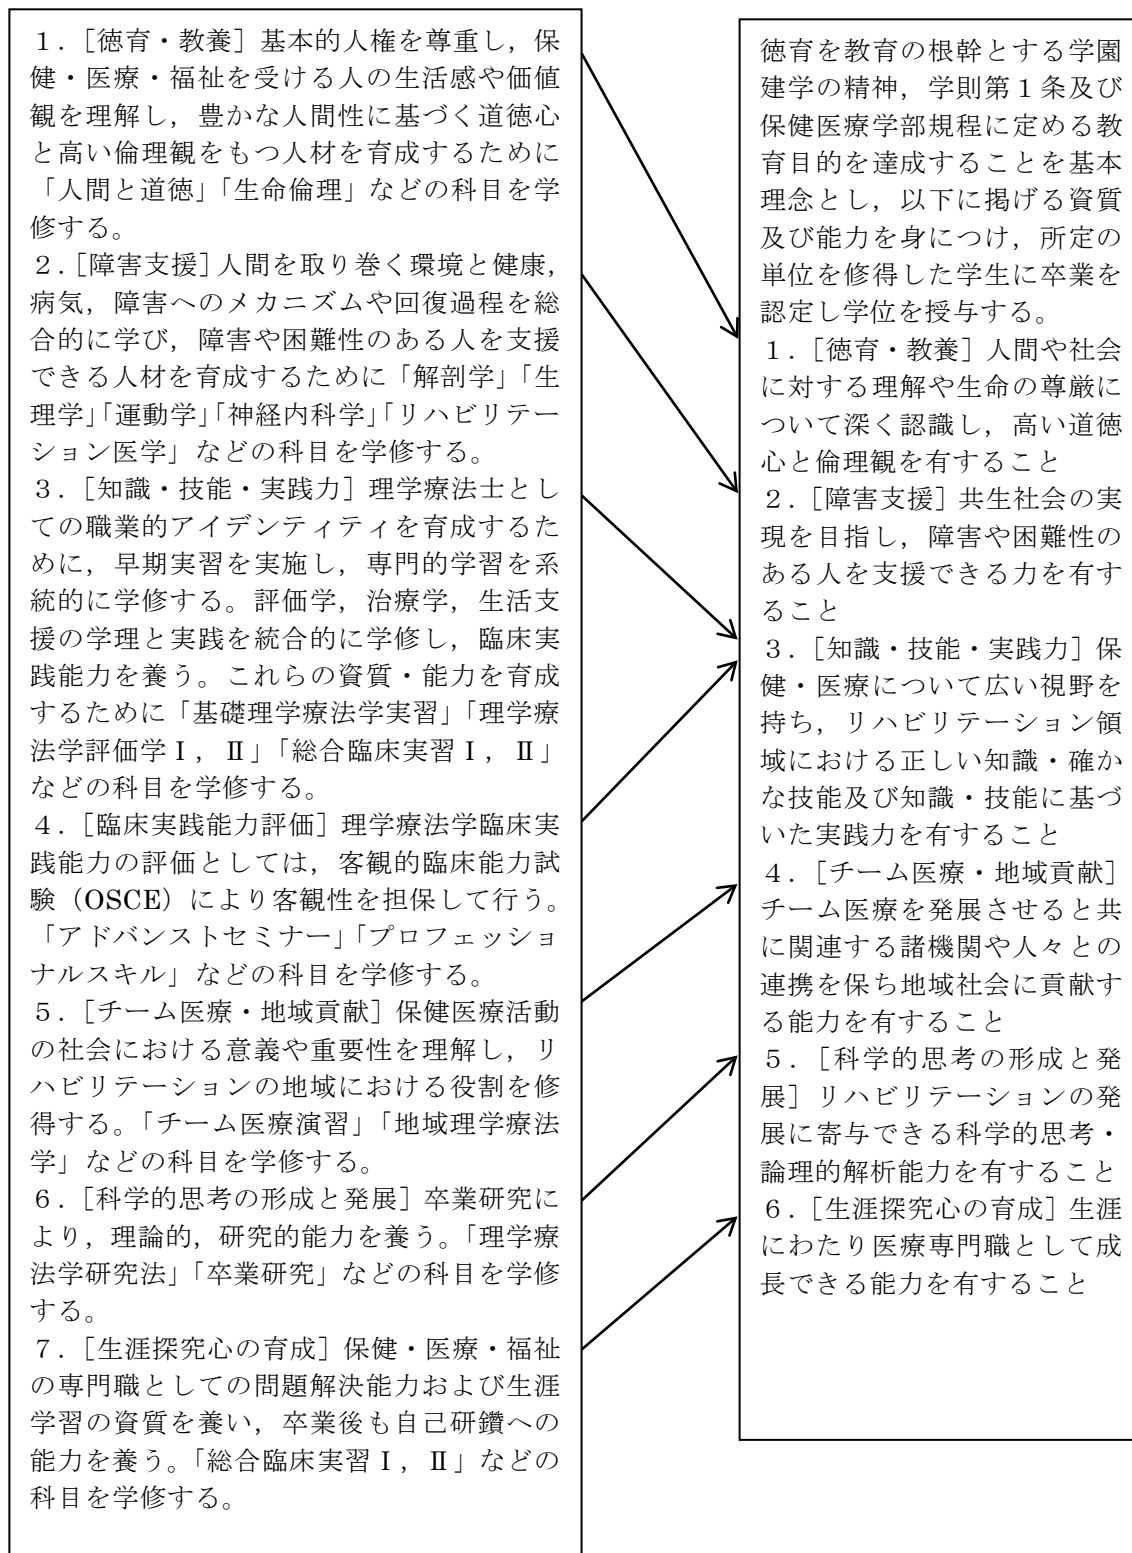 １．［徳育・教養］基本的人権を尊重し，保
健・医療・福祉を受ける人の生活感や価値
観を理解し，豊かな人間性に基づく道徳心
と高い倫理観をもつ人材を育成するために
「人間と道徳」「生命倫理」などの科目を学
修する。
２．［障害支援］人間を取り巻く環境と健康，
病気，障害へのメカニズムや回復過程を総
合的に学び，障害や困難性のある人を支援
できる人材を育成するために「解剖学」「生
理学」「運動学」「神経内科学」「リハビリテー
ション医学」などの科目を学修する。
３．［知識・技能・実践力］理学療法士とし
ての職業的アイデンティティを育成するた
めに，早期実習を実施し，専門的学習を系
統的に学修する。評価学，治療学，生活支
援の学理と実践を統合的に学修し，臨床実
践能力を養う。これらの資質・能力を育成
するために「基礎理学療法学実習」「理学療
法学評価学Ⅰ，Ⅱ」「総合臨床実習Ⅰ，Ⅱ」
などの科目を学修する。
４．［臨床実践能力評価］理学療法学臨床実
践能力の評価としては，客観的臨床能力試
験（OSCE）により客観性を担保して行う。
「アドバンストセミナー」「プロフェッショ
ナルスキル」などの科目を学修する。
５．［チーム医療・地域貢献］保健医療活動
の社会における意義や重要性を理解し，リ
ハビリテーションの地域における役割を修
得する。「チーム医療演習」「地域理学療法
学」などの科目を学修する。
６．［科学的思考の形成と発展］卒業研究に
より，理論的，研究的能力を養う。「理学療
法学研究法」「卒業研究」などの科目を学修
する。
７．［生涯探究心の育成］保健・医療・福祉
の専門職としての問題解決能力および生涯
学習の資質を養い，卒業後も自己研鑽への
能力を養う。「総合臨床実習Ⅰ，Ⅱ」などの
科目を学修する。
徳育を教育の根幹とする学園
建学の精神，学則第１条及び
保健医療学部規程に定める教
育目的を達成することを基本
理念とし，以下に掲げる資質
及び能力を身につけ，所定の
単位を修得した学生に卒業を
認定し学位を授与する。
１．［徳育・教養］人間や社会
に対する理解や生命の尊厳に
ついて深く認識し，高い道徳
心と倫理観を有すること
２．［障害支援］共生社会の実
現を目指し，障害や困難性の
ある人を支援できる力を有す
ること
３．［知識・技能・実践力］保
健・医療について広い視野を
持ち，リハビリテーション領
域における正しい知識・確か
な技能及び知識・技能に基づ
いた実践力を有すること
４．［チーム医療・地域貢献］
チーム医療を発展させると共
に関連する諸機関や人々との
連携を保ち地域社会に貢献す
る能力を有すること
５．［科学的思考の形成と発
展］リハビリテーションの発
展に寄与できる科学的思考・
論理的解析能力を有すること
６．［生涯探究心の育成］生涯
にわたり医療専門職として成
長できる能力を有すること